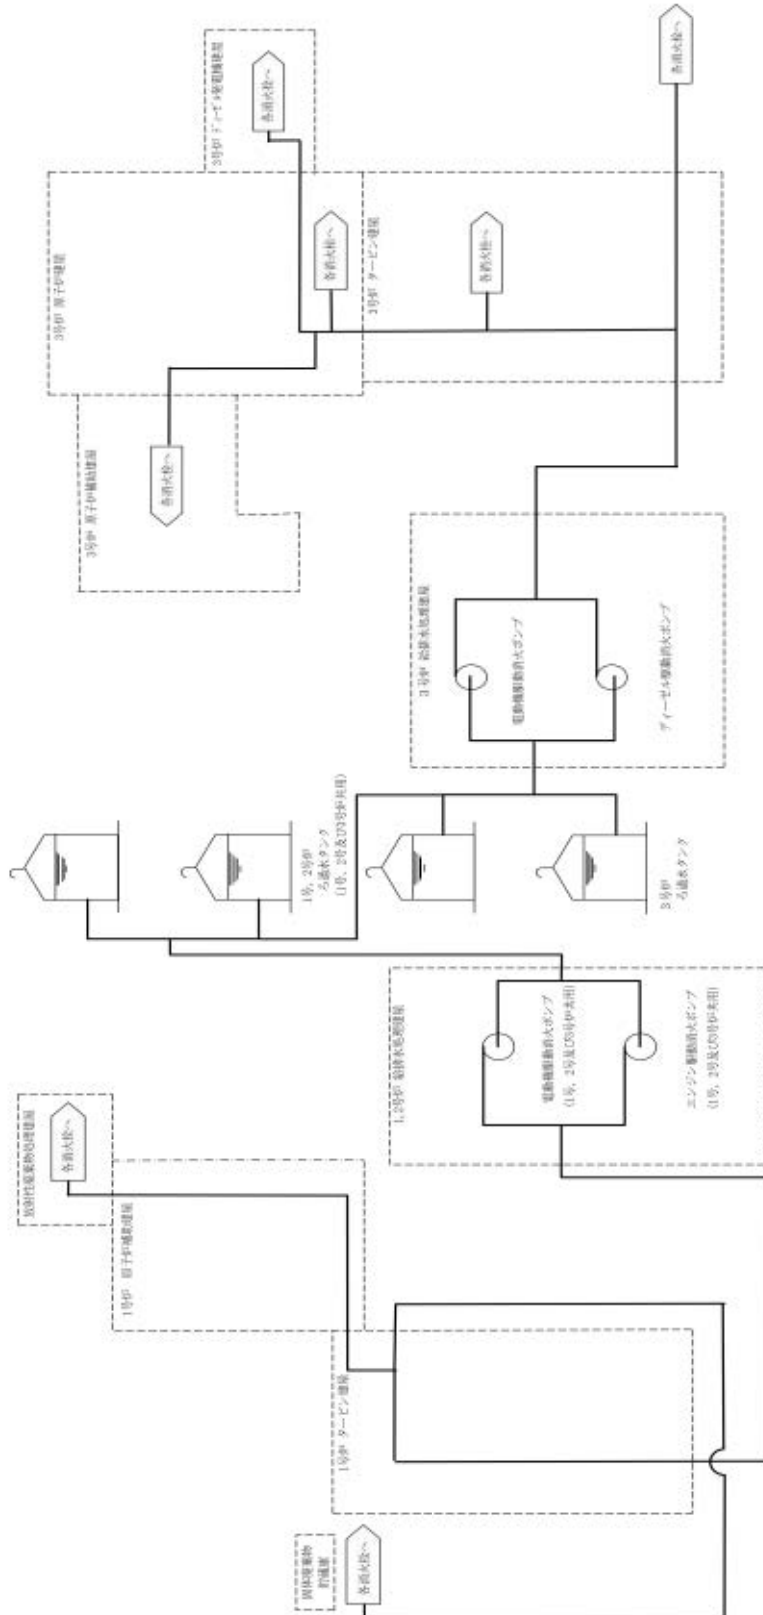 固体廃棄物
貯蔵庫
各消火栓へ
1号炉 タービン建屋
1号炉 原子炉補助建屋
放射性廃棄物処理建屋
各消火栓へ
1,2号炉 給排水処理建屋
電動機駆動消火ポンプ
(1号、2号及び3号炉共用)
エンジン駆動消火ポンプ
(1号、2号及び3号炉共用)
1号、2号炉
ろ過水タンク
(1号、2号及び3号炉共用)
3号炉
ろ過水タンク
3号炉 給排水処理建屋
電動機駆動消火ポンプ
ディーゼル駆動消火ポンプ
3号炉 原子炉補助建屋
各消火栓へ
3号炉 原子炉建屋
各消火栓へ
3号炉 タービン建屋
各消火栓へ
3号炉 ディーゼル発電機建屋
各消火栓へ
各消火栓へ